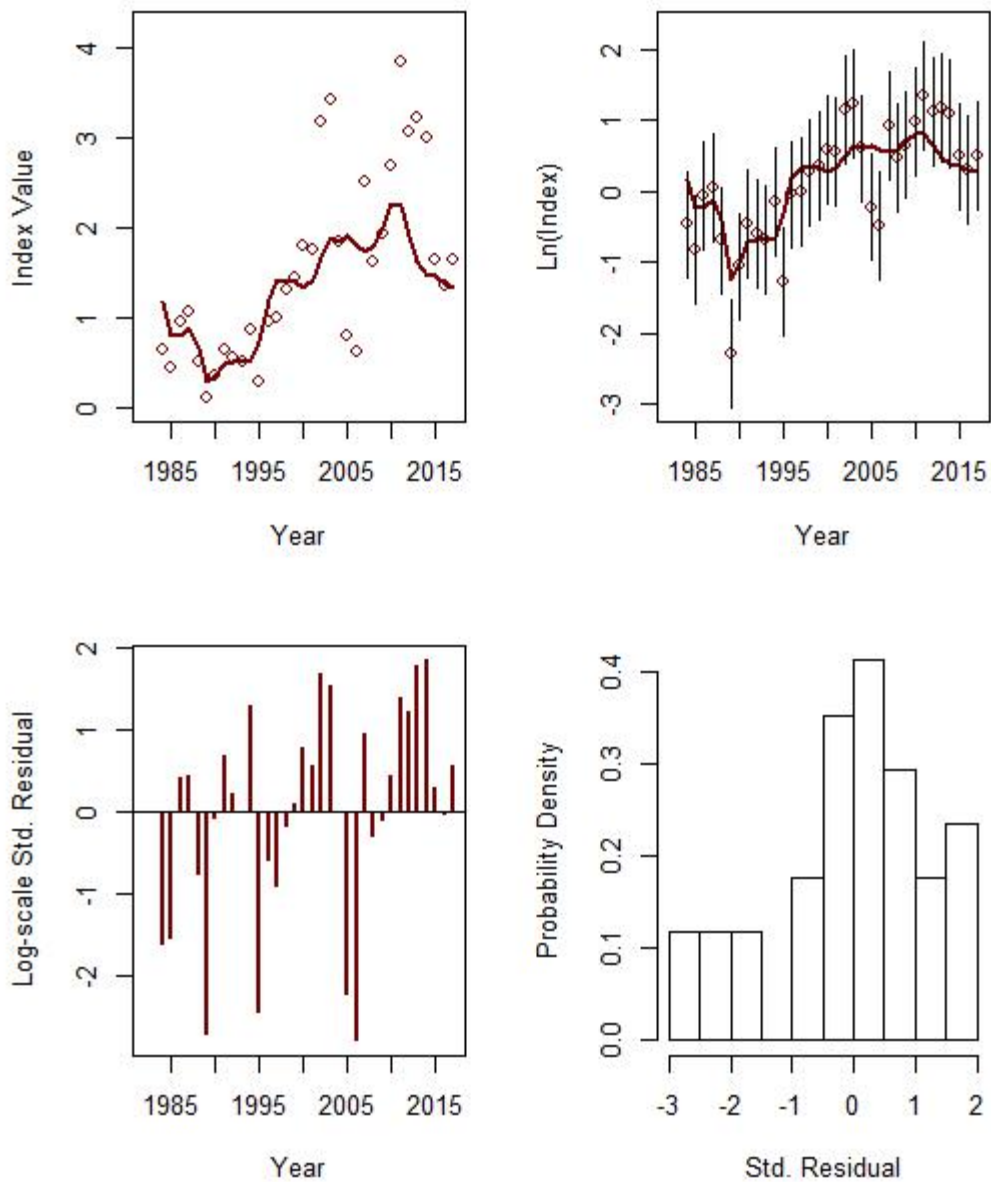 Index Value
4
3
2
1
0
1985 1995 2005 2015
Year
Ln(Index)
2
1
0
-1
-2
-3
1985 1995 2005 2015
Year
Log-scale Std. Residual
2
1
0
-1
-2
1985 1995 2005 2015
Year
Probability Density
0.4
0.3
0.2
0.1
0.0
-3 -2 -1 0 1 2
Std. Residual